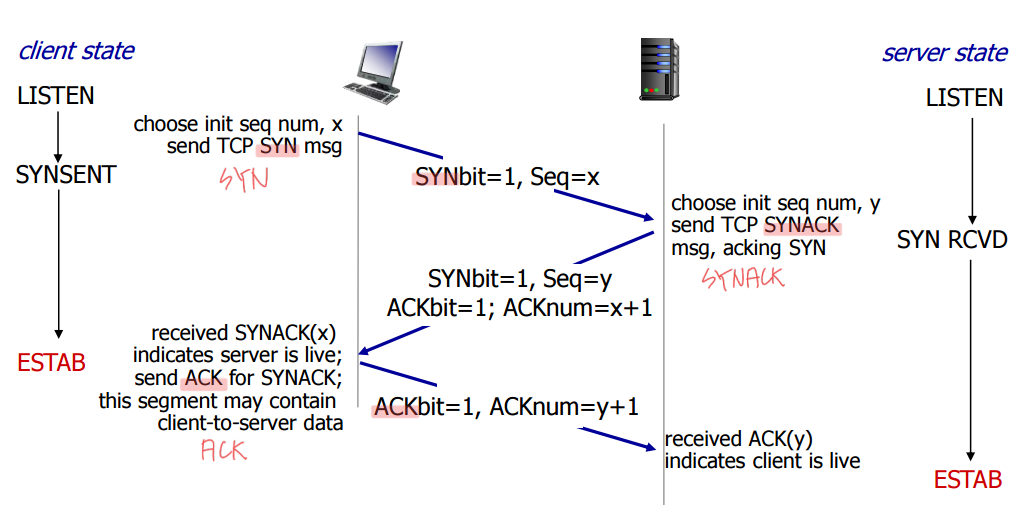 client state
server state
LISTEN
LISTEN
choose init seq num, x
send TCP SYN msg
SYN
SYNSENT
SYNbit=1, Seq=x
choose init seq num, y
send TCP SYNACK
msg, acking SYN
SYNACK
SYN RCVD
SYNbit=1, Seq=y
ACKbit=1; ACKnum=x+1
received SYNACK(x)
indicates server is live;
send ACK for SYNACK;
this segment may contain
client-to-server data
ACK
ESTAB
ACKbit=1, ACKnum=y+1
received ACK(y)
indicates client is live
ESTAB